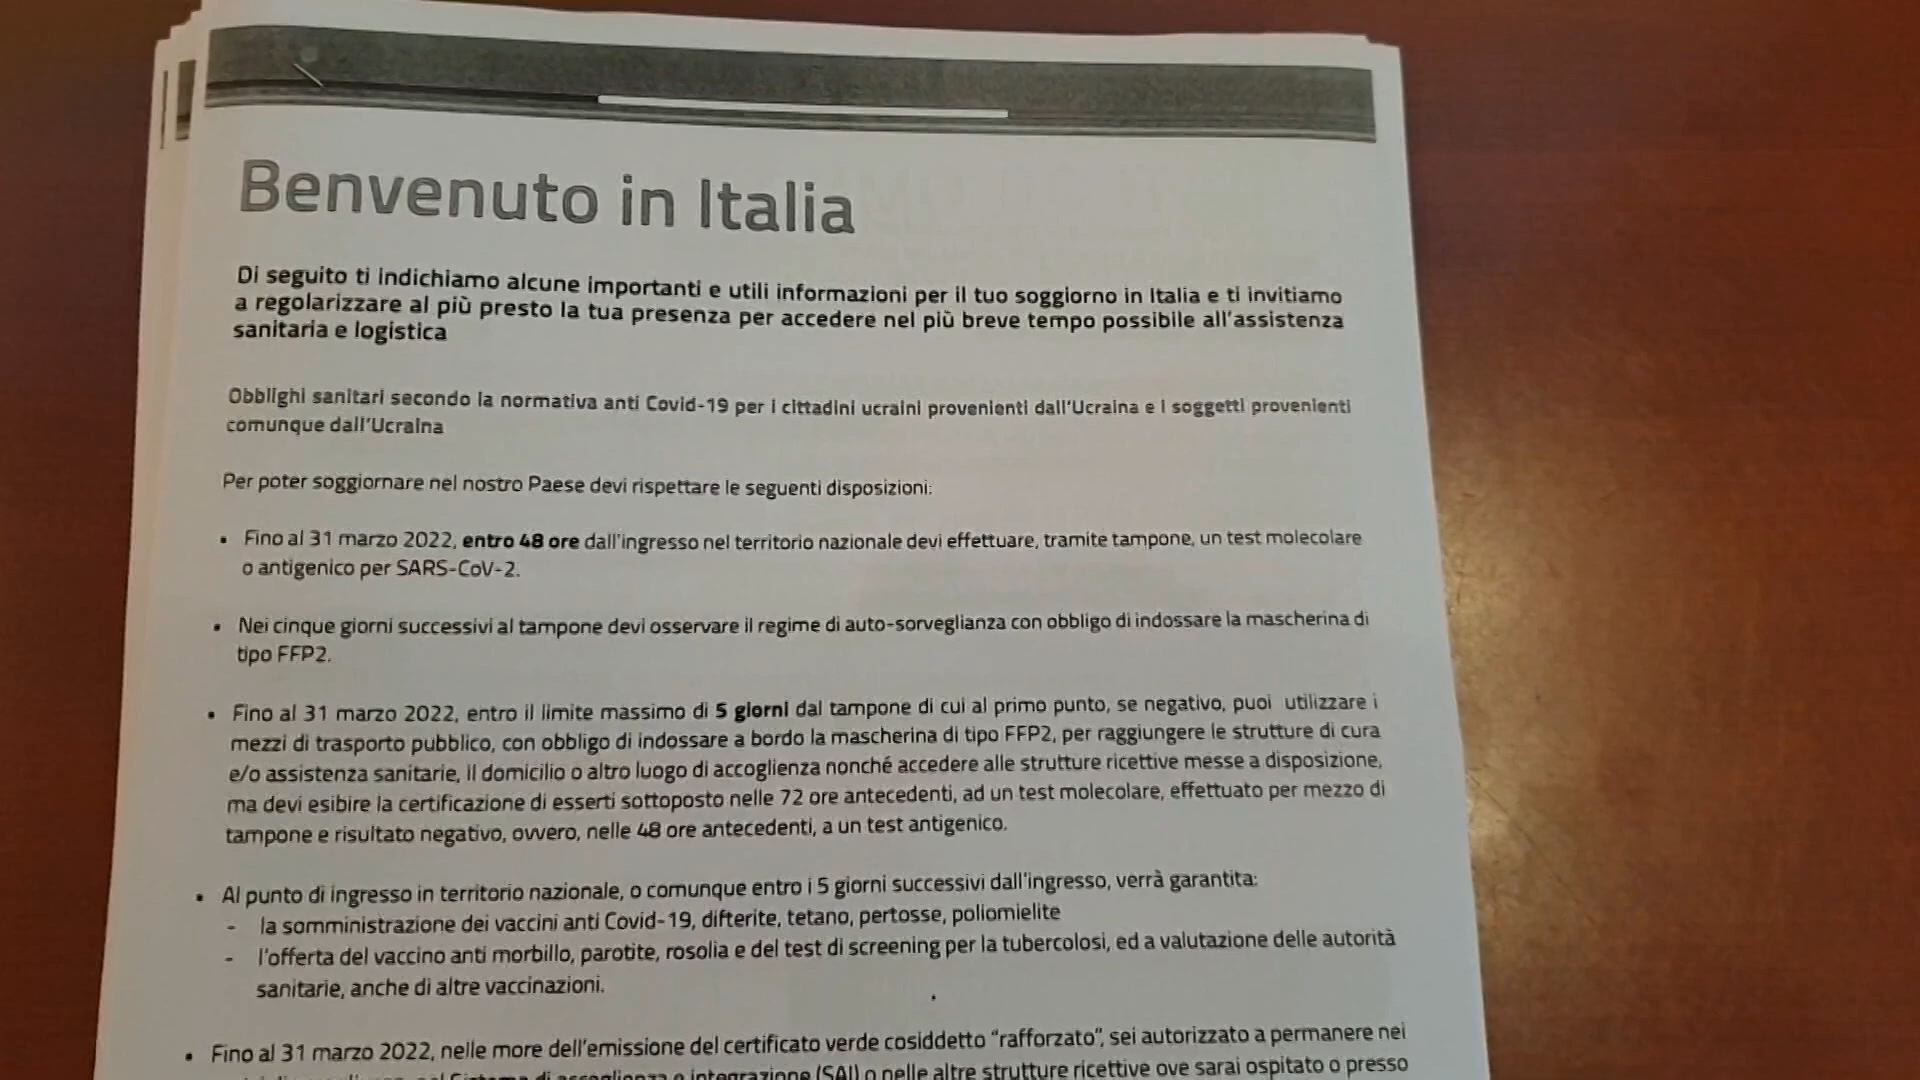 Benvenuto in Italia
Di seguito ti indichiamo alcune importanti e utili informazioni per il tuo soggiorno in Italia e ti invitiamo
a regolarizzare al più presto la tua presenza per accedere nel più breve tempo possibile all'assistenza
sanitaria e logistica
Obblighi sanitari secondo la normativa anti Covid-19 per i cittadini ucraini provenienti dall'Ucraina e i soggetti provenienti
comunque dall'Ucraina
Per poter soggiornare nel nostro Paese devi rispettare le seguenti disposizioni:
• Fino al 31 marzo 2022, entro 48 ore dall'ingresso nel territorio nazionale devi effettuare, tramite tampone, un test molecolare
o antigenico per SARS-CoV-2.
• Nei cinque giorni successivi al tampone devi osservare il regime di auto-sorveglianza con obbligo di indossare la mascherina di
tipo FFP2.
• Fino al 31 marzo 2022, entro il limite massimo di 5 giorni dal tampone di cui al primo punto, se negativo, puoi utilizzare i
mezzi di trasporto pubblico, con obbligo di indossare a bordo la mascherina di tipo FFP2, per raggiungere le strutture di cura
e/o assistenza sanitarie, il domicilio o altro luogo di accoglienza nonché accedere alle strutture ricettive messe a disposizione,
ma devi esibire la certificazione di esserti sottoposto nelle 72 ore antecedenti, ad un test molecolare, effettuato per mezzo di
tampone e risultato negativo, ovvero, nelle 48 ore antecedenti, a un test antigenico.
• Al punto di ingresso in territorio nazionale, o comunque entro i 5 giorni successivi dall'ingresso, verrà garantita:
- la somministrazione dei vaccini anti Covid-19, difterite, tetano, pertosse, poliomielite
- l'offerta del vaccino anti morbillo, parotite, rosolia e del test di screening per la tubercolosi, ed a valutazione delle autorità
sanitarie, anche di altre vaccinazioni.
• Fino al 31 marzo 2022, nelle more dell'emissione del certificato verde cosiddetto "rafforzato", sei autorizzato a permanere nei
accoglienza e integrazione (SAI) o nelle altre strutture ricettive ove sarai ospitato o presso